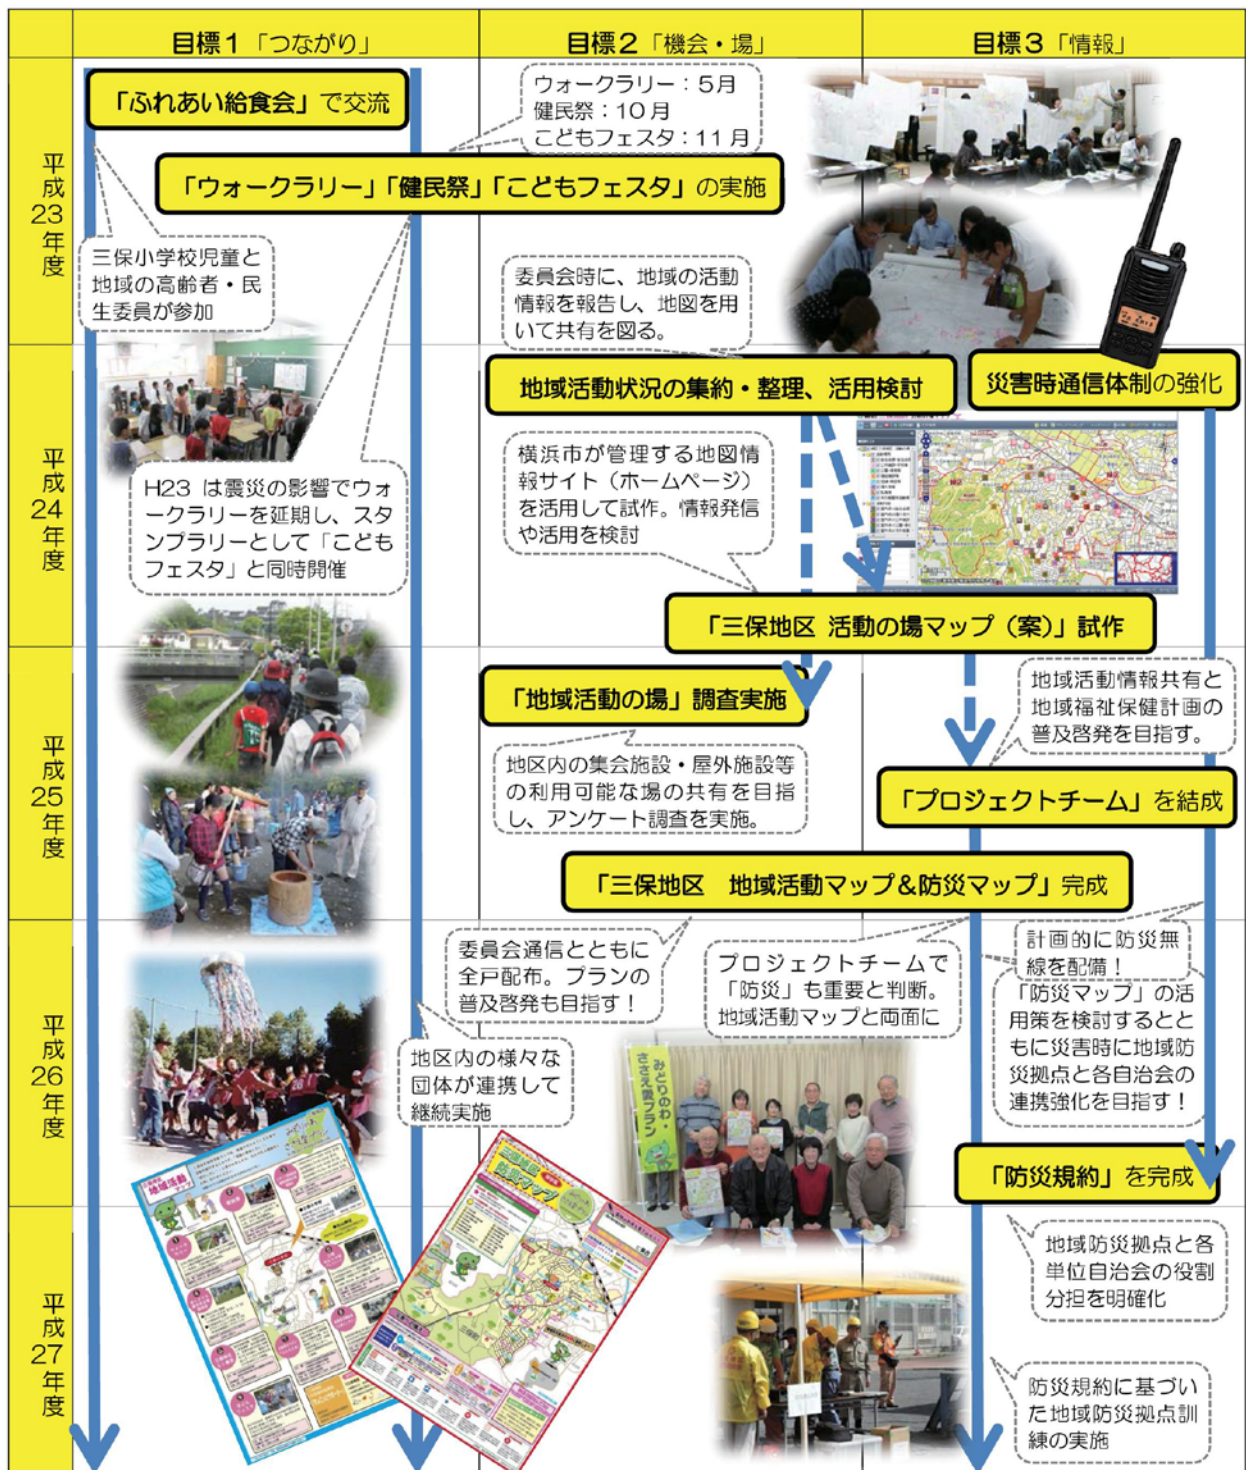 目標1「つながり」
目標2「機会・場」
目標3「情報」
平成23年度
「ふれあい給食会」で交流
ウォークラリー：5月
健民祭：10月
こどもフェスタ：11月
「ウォークラリー」「健民祭」「こどもフェスタ」の実施
三保小学校児童と
地域の高齢者・民
生委員が参加
委員会時に、地域の活動
情報を報告し、地図を用
いて共有を図る。
平成24年度
地域活動状況の集約・整理、活用検討
災害時通信体制の強化
横浜市が管理する地図情
報サイト（ホームページ）
を活用して試作。情報発信
や活用を検討
H23 は震災の影響でウォ
ークラリーを延期し、スタ
ンプラリーとして「こども
フェスタ」と同時開催
「三保地区 活動の場マップ（案）」試作
平成25年度
「地域活動の場」調査実施
地域活動情報共有と
地域福祉保健計画の
普及啓発を目指す。
地区内の集会施設・屋外施設等
の利用可能な場の共有を目指
し、アンケート調査を実施。
「プロジェクトチーム」を結成
「三保地区　地域活動マップ＆防災マップ」完成
平成26年度
委員会通信とともに
全戸配布。プランの
普及啓発も目指す！
プロジェクトチームで
「防災」も重要と判断。
地域活動マップと両面に
計画的に防災無
線を配備！
「防災マップ」の活
用策を検討するとと
もに災害時に地域防
災拠点と各自治会の
連携強化を目指す！
地区内の様々な
団体が連携して
継続実施
みどりのわ・
ささえ愛プラン
地域活動
マップ
防災マップ
「防災規約」を完成
平成27年度
地域防災拠点と各
単位自治会の役割
分担を明確化
防災規約に基づい
た地域防災拠点訓
練の実施